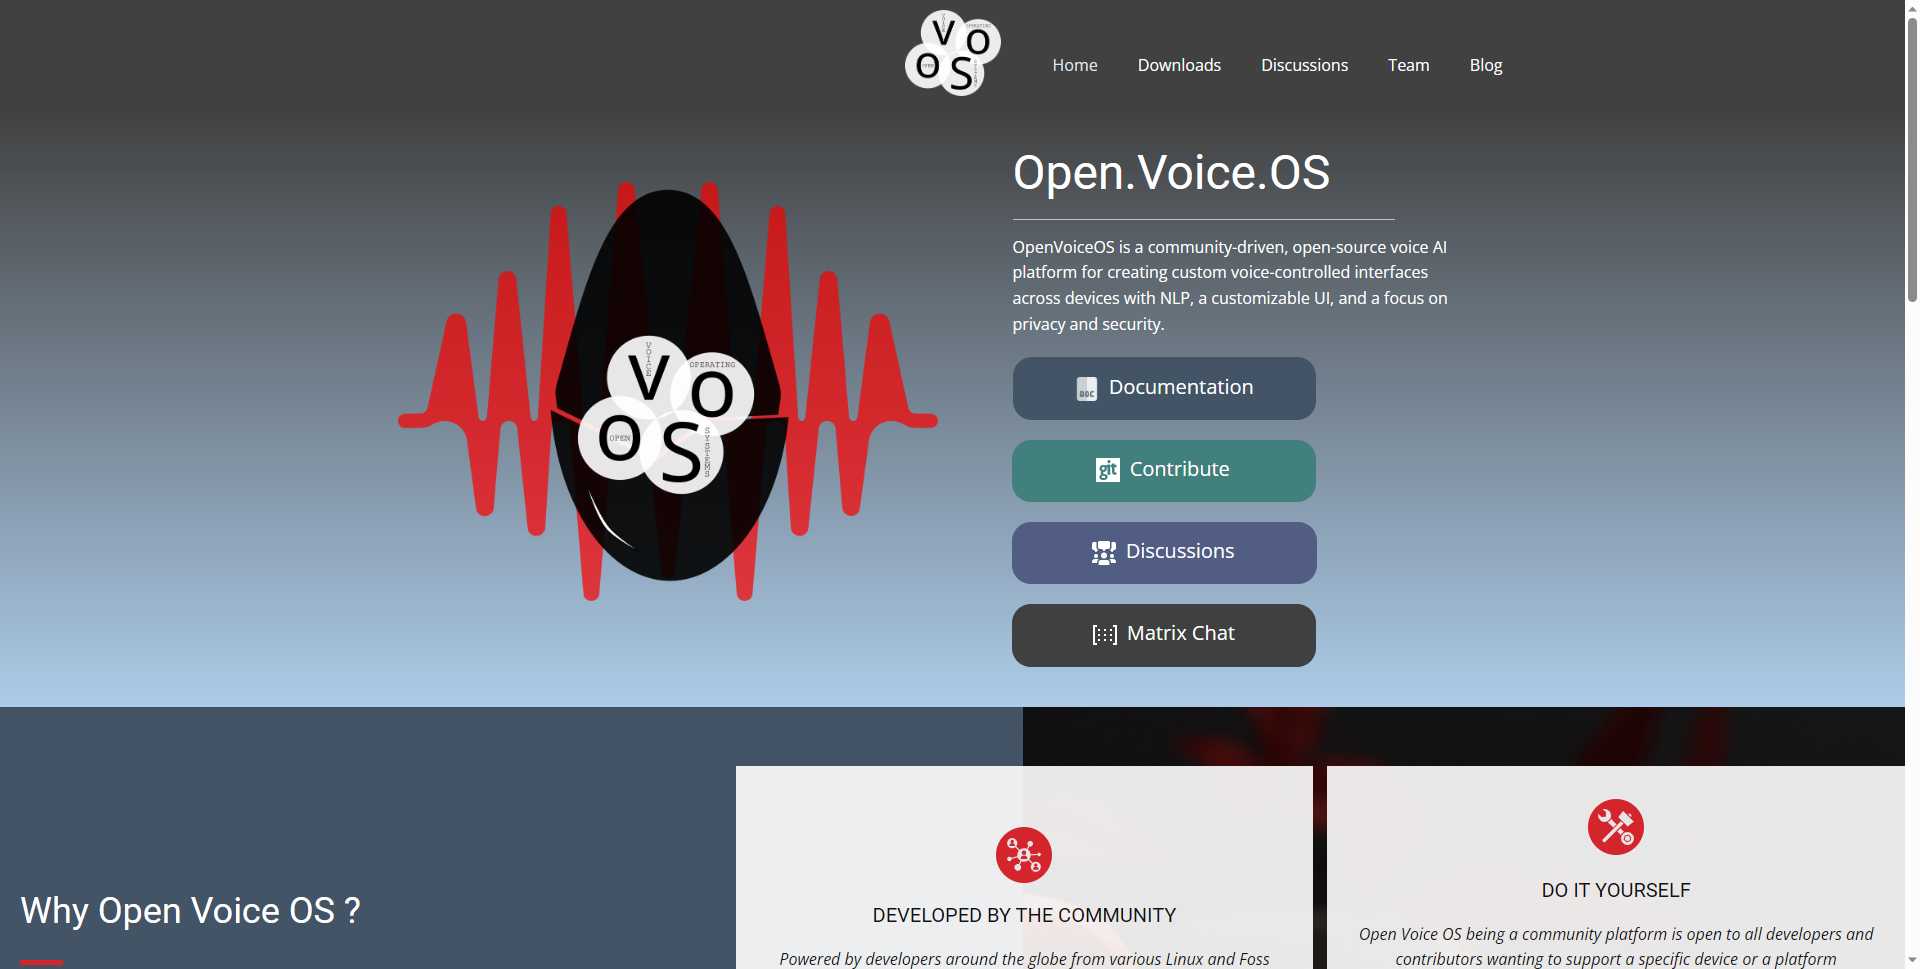 V
O
O
S
OPERATING
OPEN
Home
Downloads
Discussions
Team
Blog
Open.Voice.OS
OpenVoiceOS is a community-driven, open-source voice AI
platform for creating custom voice-controlled interfaces
across devices with NLP, a customizable UI, and a focus on
privacy and security.
VOICE
V
OPERATING
O
O
OPEN
S
SYSTEMS
DOC
Documentation
git
Contribute
Discussions
Matrix Chat
Why Open Voice OS ?
DEVELOPED BY THE COMMUNITY
Powered by developers around the globe from various Linux and Foss
DO IT YOURSELF
Open Voice OS being a community platform is open to all developers and
contributors wanting to support a specific device or a platform